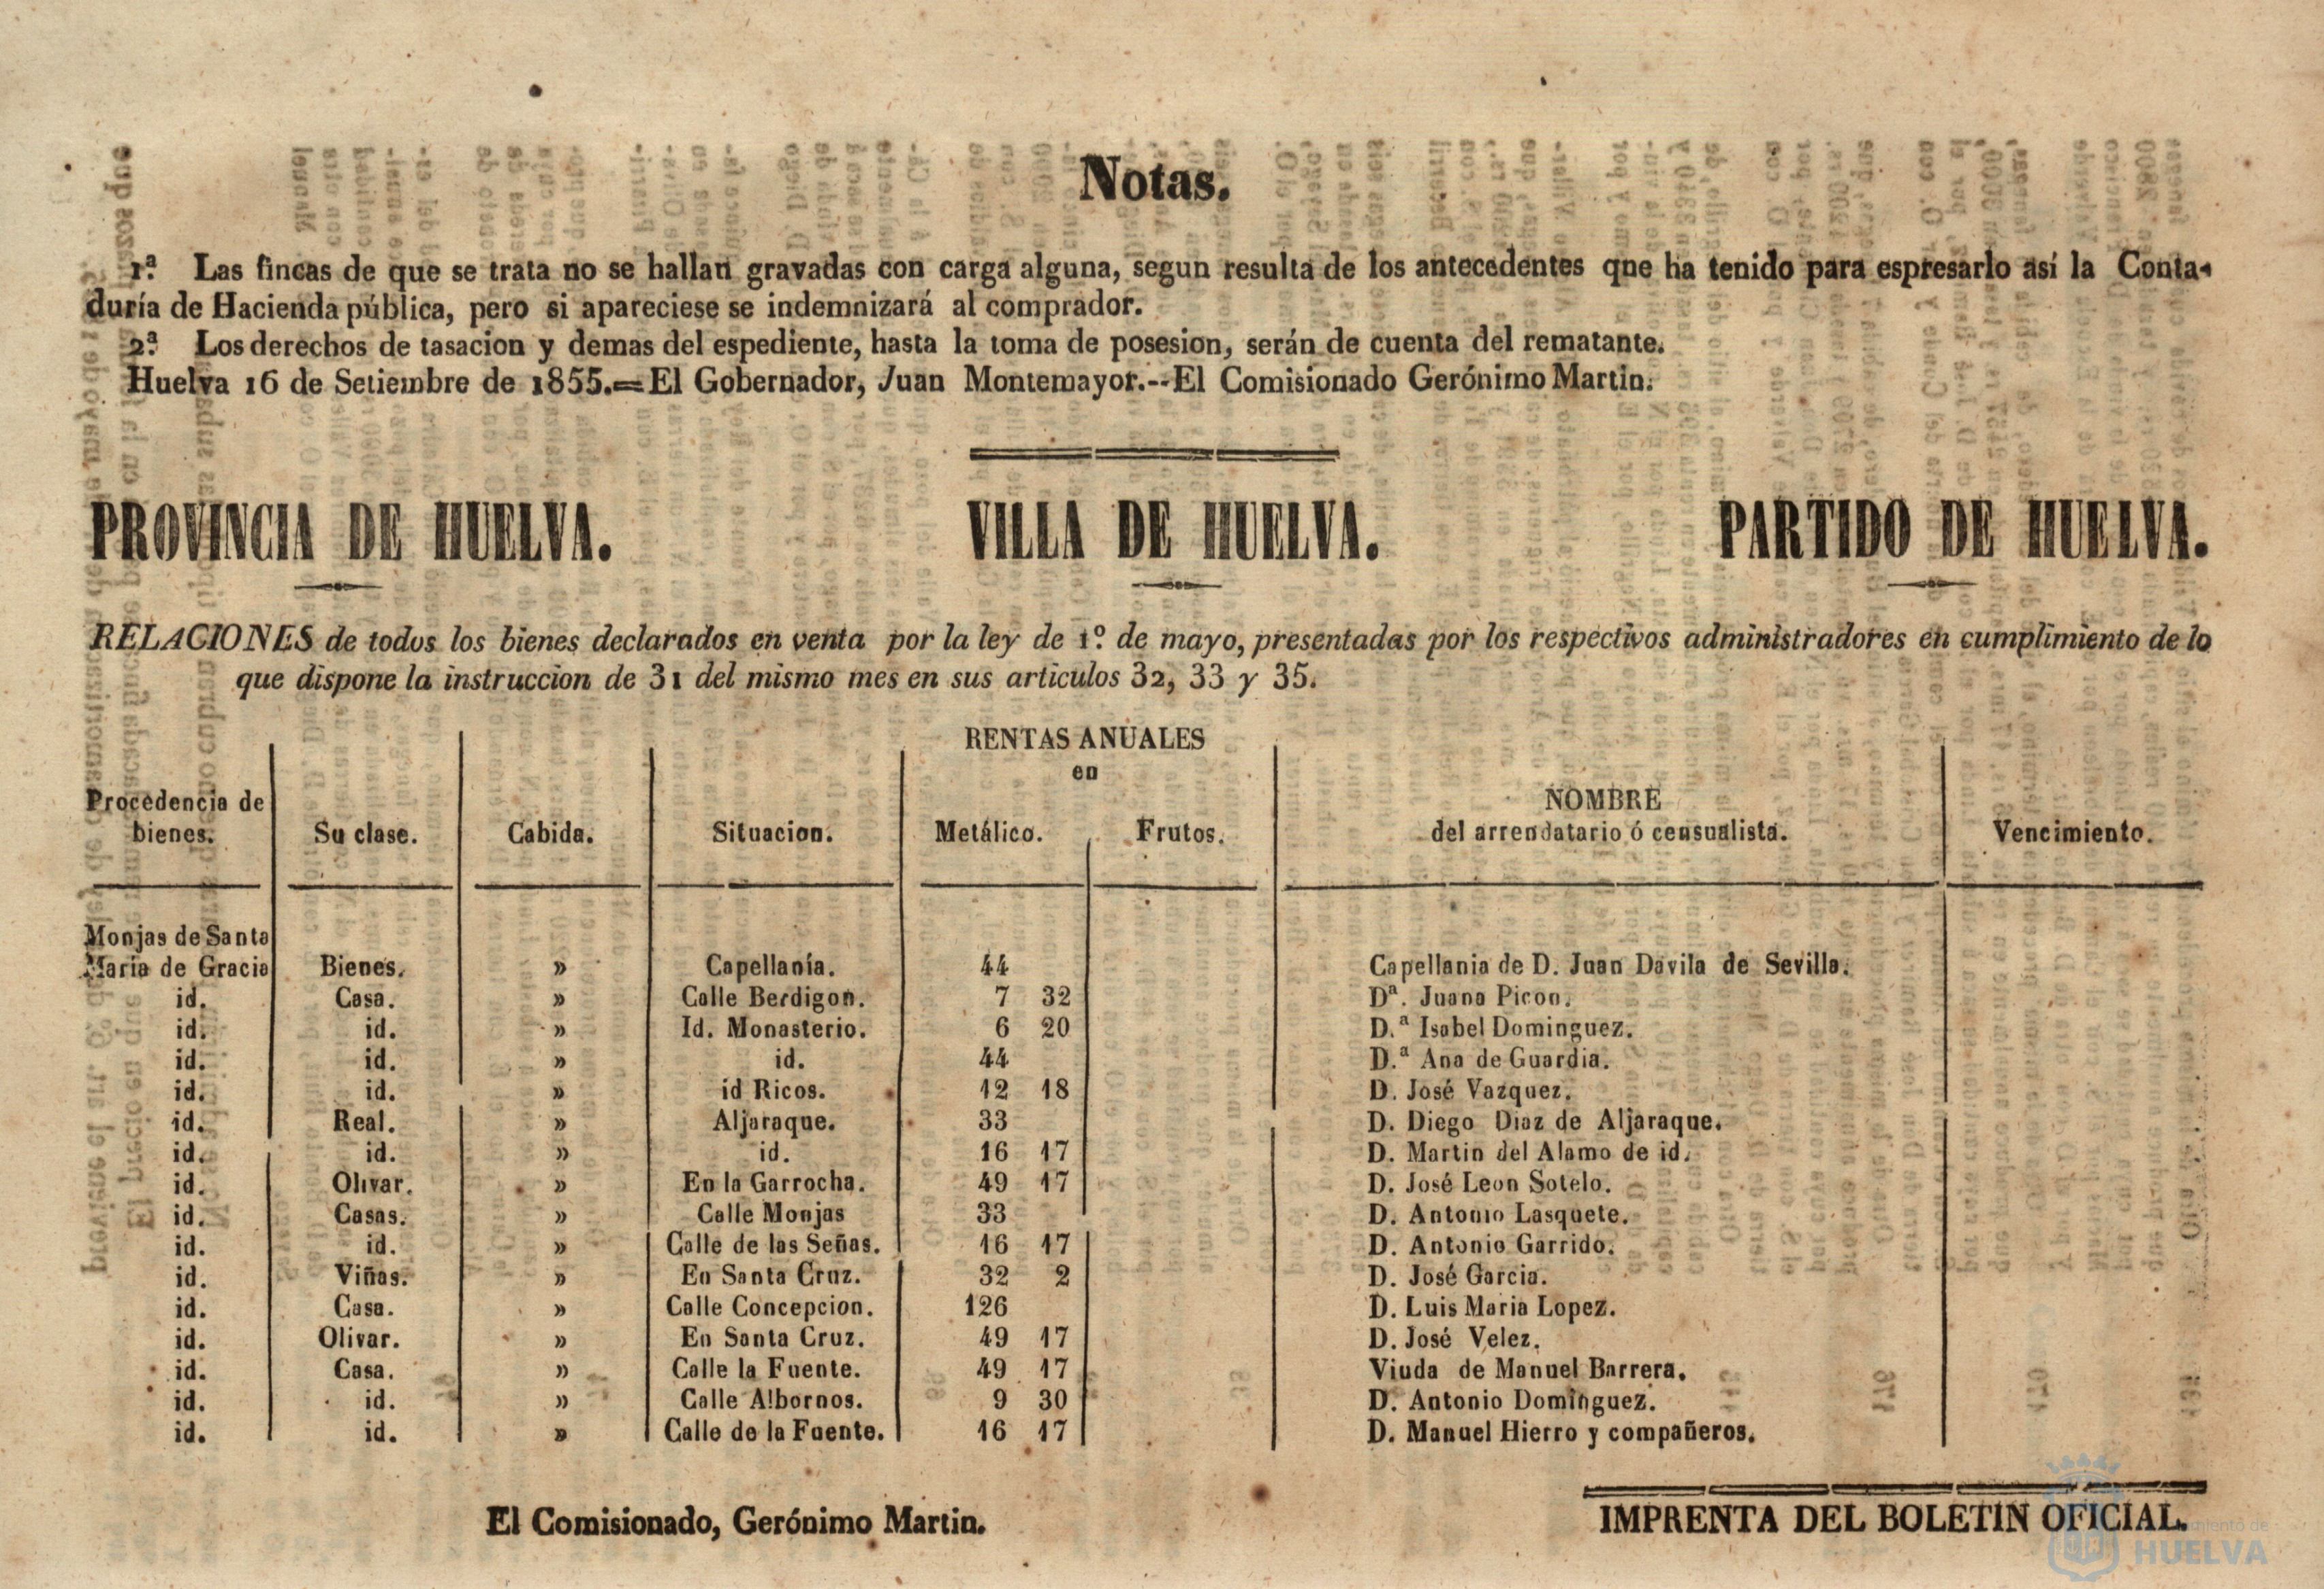 Notas.
1.ª Las fincas de que se trata no se hallan gravadas con carga alguna, segun resulta de los antecedentes qne ha tenido para espresarlo así la Conta-
duría de Hacienda pública, pero si apareciese se indemnizará al comprador.
2.ª Los derechos de tasacion y demas del espediente, hasta la toma de posesion, serán de cuenta del rematante.
Huelva 16 de Setiembre de 1855.=El Gobernador, Juan Montemayor.--El Comisionado Gerónimo Martin.
PROVINCIA DE HUELVA. VILLA DE HUELVA. PARTIDO DE HUELVA.
RELACIONES de todos los bienes declarados en venta por la ley de 1.º de mayo, presentadas por los respectivos administradores en cumplimiento de lo
que dispone la instruccion de 31 del mismo mes en sus articulos 32, 33 y 35.
RENTAS ANUALES
en
Procedencia de bienes. Su clase. Cabida. Situacion. Metálico. Frutos. NOMBRE del arrendatario ó censualista. Vencimiento.
Monjas de Santa
Maria de Gracia Bienes. » Capellanía. 44 Capellania de D. Juan Davila de Sevilla.
id. Casa. » Calle Berdigon. 7 32 Dª. Juana Picon.
id. id. » Id. Monasterio. 6 20 D.ª Isabel Dominguez.
id. id. » id. 44 D.ª Ana de Guardia.
id. id. » id Ricos. 12 18 D. José Vazquez.
id. Real. » Aljaraque. 33 D. Diego Diaz de Aljaraque.
id. id. » id. 16 17 D. Martin del Alamo de id.
id. Olivar. » En la Garrocha. 49 17 D. José Leon Sotelo.
id. Casas. » Calle Monjas 33 D. Antonio Lasquete.
id. id. » Calle de las Señas. 16 17 D. Antonio Garrido.
id. Viñas. » En Santa Cruz. 32 2 D. José Garcia.
id. Casa. » Calle Concepcion. 126 D. Luis Maria Lopez.
id. Olivar. » En Santa Cruz. 49 17 D. José Velez.
id. Casa. » Calle la Fuente. 49 17 Viuda de Manuel Barrera.
id. id. » Calle Albornos. 9 30 D. Antonio Dominguez.
id. id. » Calle de la Fuente. 16 17 D. Manuel Hierro y compañeros.
El Comisionado, Gerónimo Martin.
IMPRENTA DEL BOLETIN OFICIAL.
HUELVA